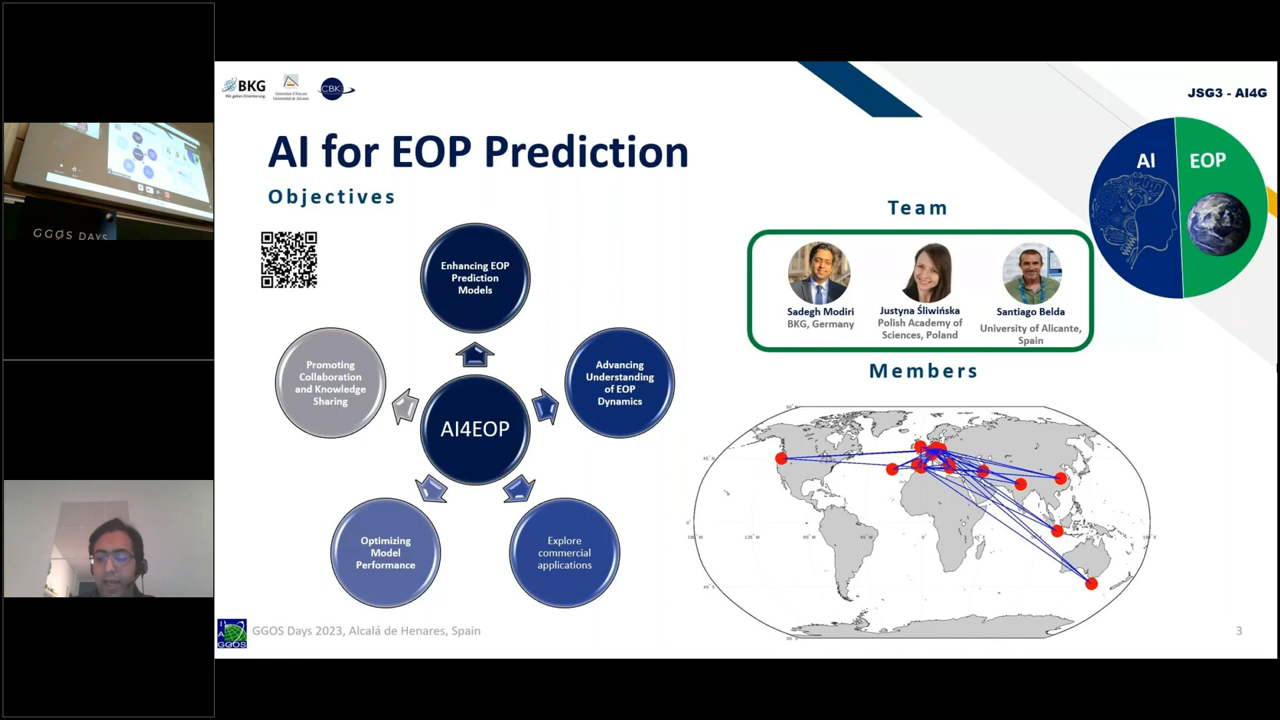 BKG
CBK
JSG3 - AI4G
AI for EOP Prediction
Objectives
Enhancing EOP
Prediction
Models
Promoting
Collaboration
and Knowledge
Sharing
Advancing
Understanding
of EOP
Dynamics
AI4EOP
Optimizing
Model
Performance
Explore
commercial
applications
Team
AI
EOP
Sadegh Modiri
BKG, Germany
Justyna Śliwińska
Polish Academy of
Sciences, Poland
Santiago Belda
University of Alicante,
Spain
Members
GGOS DAYS
GGOS
GGOS Days 2023, Alcalá de Henares, Spain
3